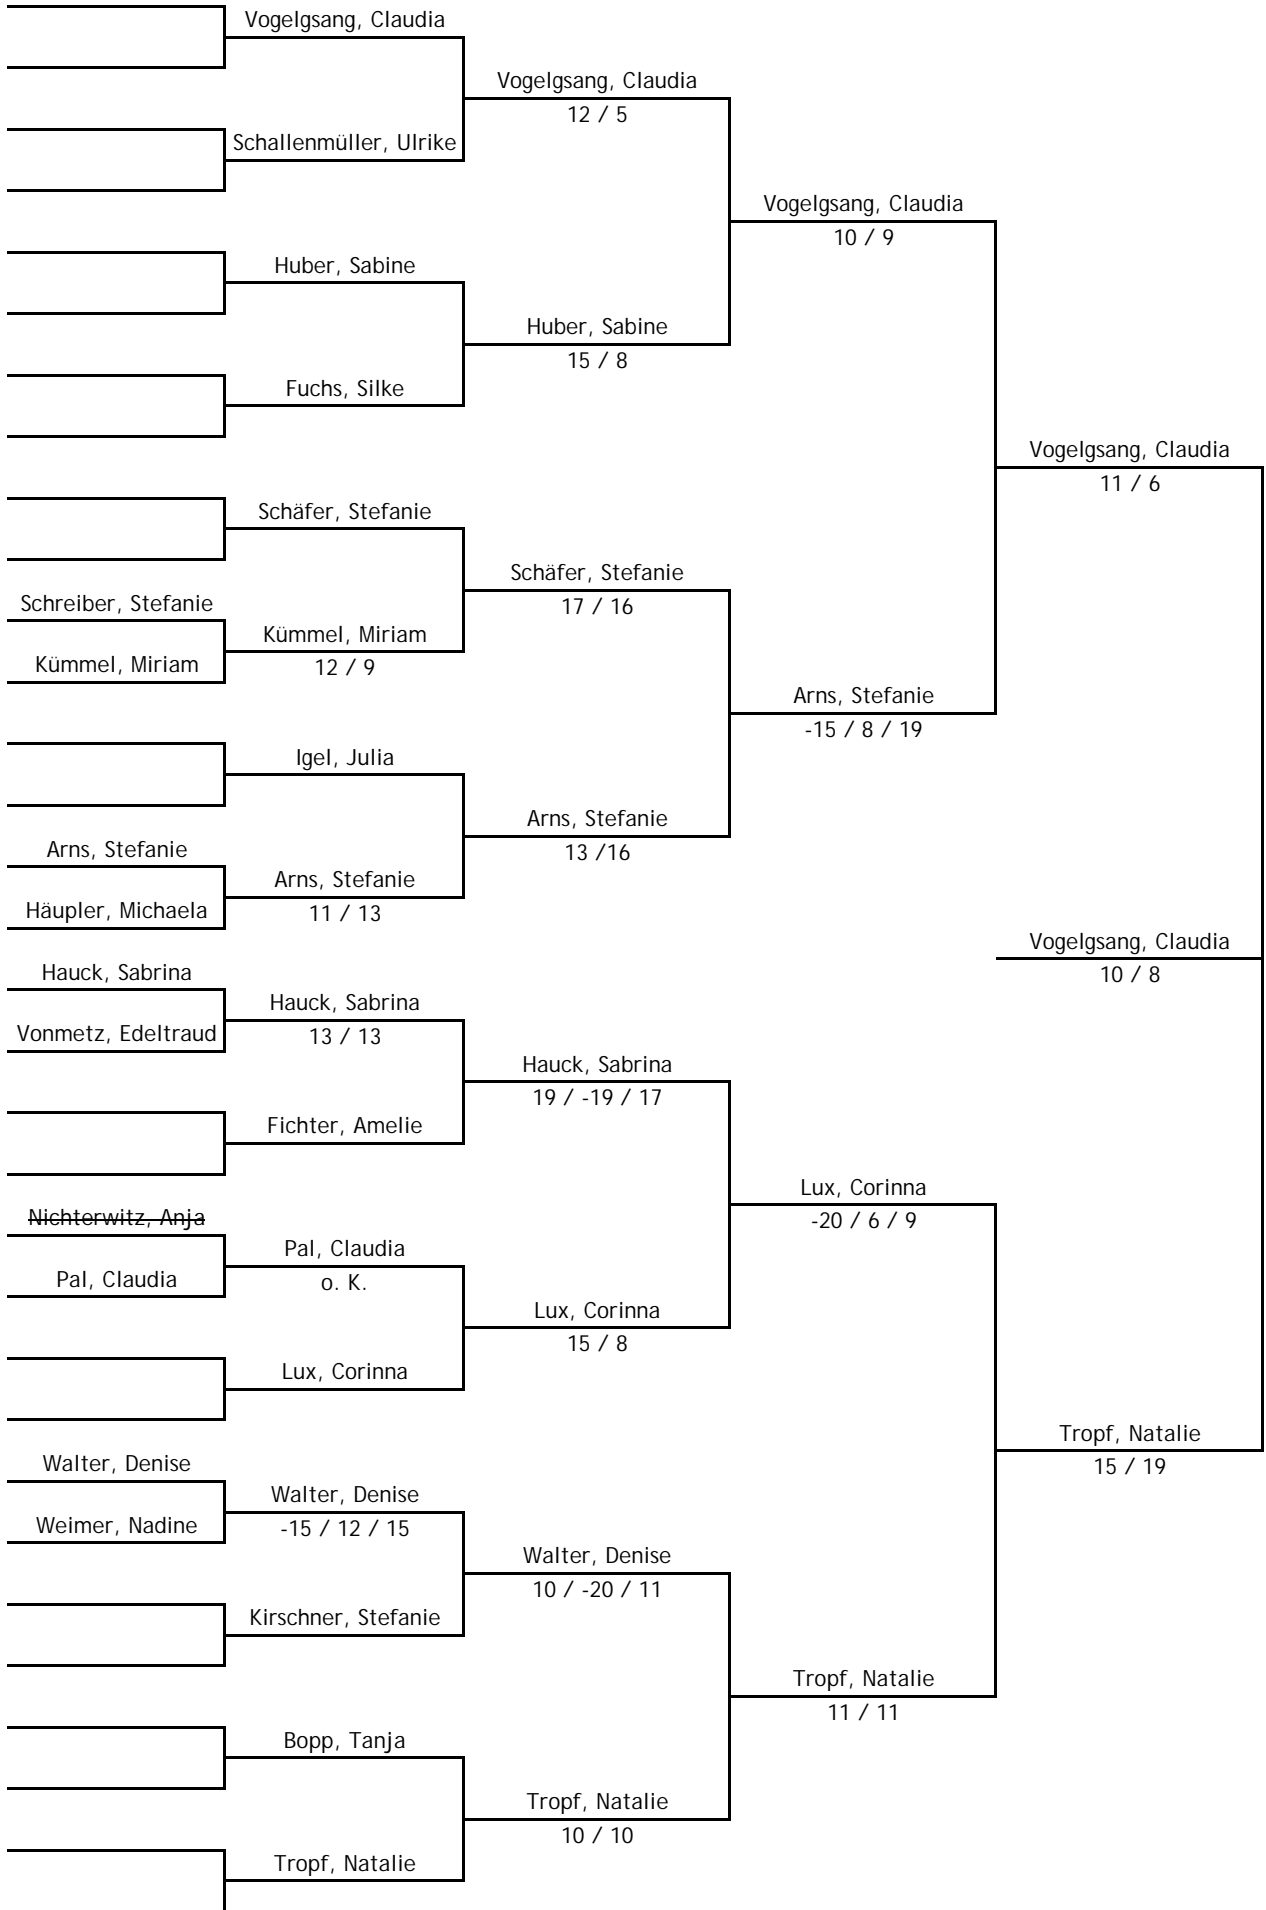 Vogelgsang, Claudia
Vogelgsang, Claudia
12 / 5
Schallenmüller, Ulrike
Vogelgsang, Claudia
10 / 9
Huber, Sabine
Huber, Sabine
15 / 8
Fuchs, Silke
Vogelgsang, Claudia
11 / 6
Schäfer, Stefanie
Schäfer, Stefanie
17 / 16
Schreiber, Stefanie
Kümmel, Miriam
12 / 9
Kümmel, Miriam
Arns, Stefanie
-15 / 8 / 19
Igel, Julia
Arns, Stefanie
13 /16
Arns, Stefanie
Arns, Stefanie
11 / 13
Häupler, Michaela
Vogelgsang, Claudia
10 / 8
Hauck, Sabrina
Hauck, Sabrina
13 / 13
Vonmetz, Edeltraud
Hauck, Sabrina
19 / -19 / 17
Fichter, Amelie
Lux, Corinna
-20 / 6 / 9
Nichterwitz, Anja
Pal, Claudia
o. K.
Pal, Claudia
Lux, Corinna
15 / 8
Lux, Corinna
Tropf, Natalie
15 / 19
Walter, Denise
Walter, Denise
-15 / 12 / 15
Weimer, Nadine
Walter, Denise
10 / -20 / 11
Kirschner, Stefanie
Tropf, Natalie
11 / 11
Bopp, Tanja
Tropf, Natalie
10 / 10
Tropf, Natalie